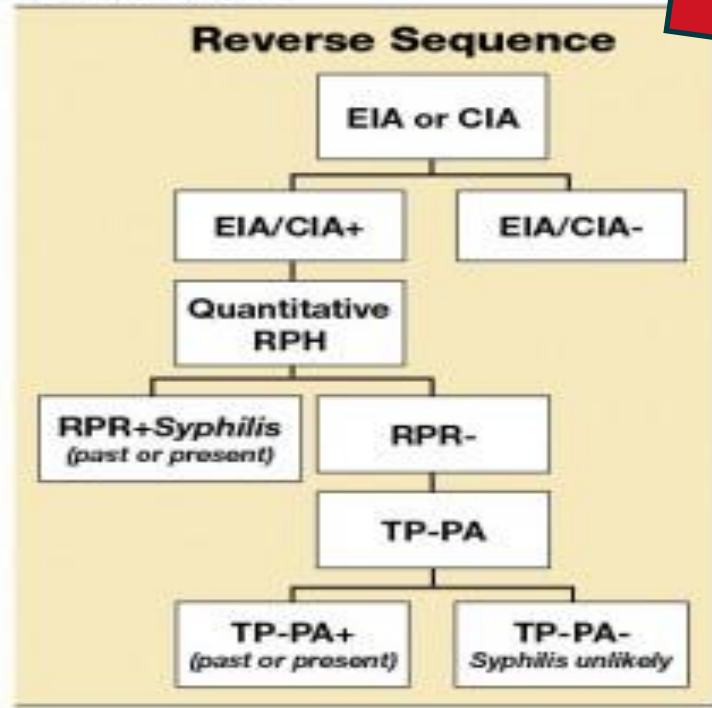 Reverse Sequence
EIA or CIA
EIA/CIA+
EIA/CIA-
Quantitative
RPH
RPR+Syphilis
(past or present)
RPR-
TP-PA
TP-PA+
(past or present)
TP-PA-
Syphilis unlikely